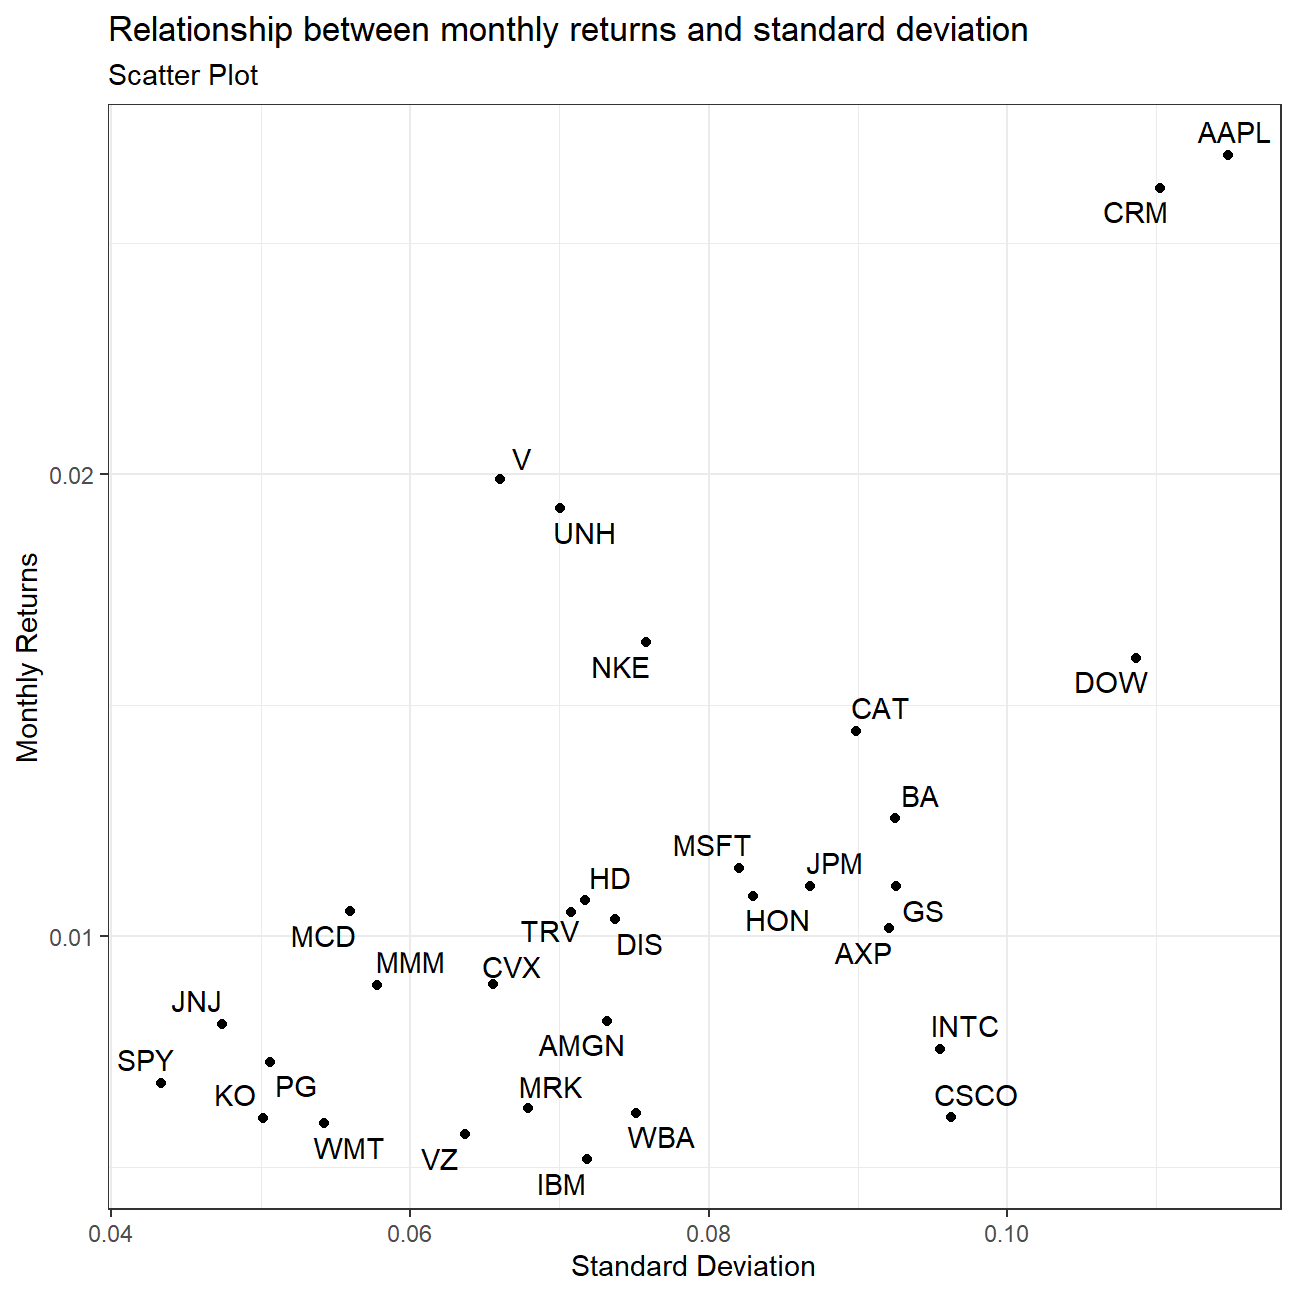 Relationship between monthly returns and standard deviation
Scatter Plot
AAPL
CRM
V
0.02
UNH
NKE
DOW
CAT
BA
MSFT
JPM
HD
GS
HON
TRV
DIS
MCD
0.01
AXP
MMM
CVX
JNJ
INTC
AMGN
SPY
PG
MRK
KO
CSCO
WBA
WMT
VZ
IBM
Monthly Returns
0.04
0.06
0.08
0.10
Standard Deviation